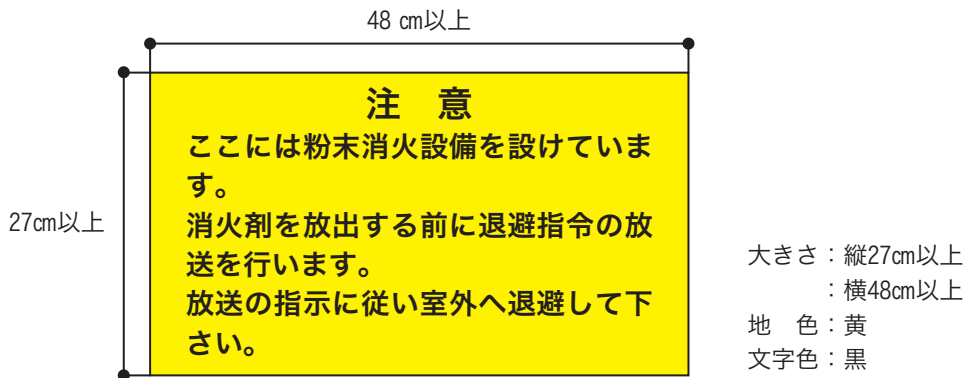 48 ㎝以上
27㎝以上
注　意
ここには粉末消火設備を設けていま
す。
消火剤を放出する前に退避指令の放
送を行います。
放送の指示に従い室外へ退避して下
さい。
大きさ：縦27㎝以上
：横48㎝以上
地　色：黄
文字色：黒